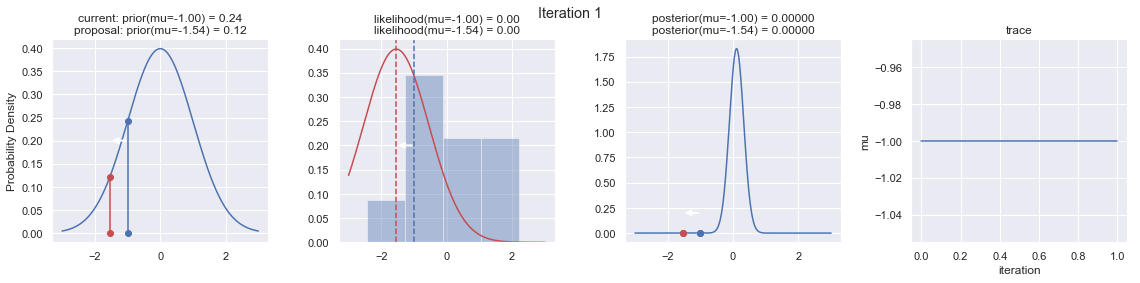 Iteration 1
current: prior(mu=-1.00) = 0.24
proposal: prior(mu=-1.54) = 0.12
0.40
0.35
0.30
0.25
0.20
0.15
0.10
0.05
0.00
Probability Density
−2 0 2
likelihood(mu=-1.00) = 0.00
likelihood(mu=-1.54) = 0.00
0.40
0.35
0.30
0.25
0.20
0.15
0.10
0.05
0.00
−2 0 2
posterior(mu=-1.00) = 0.00000
posterior(mu=-1.54) = 0.00000
1.75
1.50
1.25
1.00
0.75
0.50
0.25
0.00
−2 0 2
trace
−0.96
−0.98
−1.00
−1.02
−1.04
mu
0.0 0.2 0.4 0.6 0.8 1.0
iteration